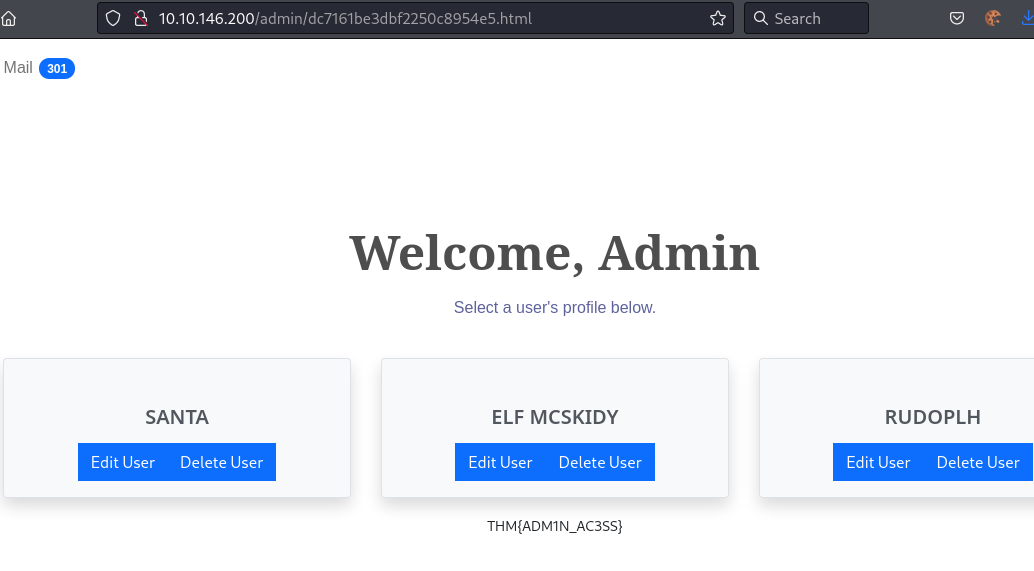 10.10.146.200/admin/dc7161be3dbf2250c8954e5.html
Search
Mail 301
Welcome, Admin
Select a user's profile below.
SANTA
Edit User Delete User
ELF MCSKIDY
Edit User Delete User
RUDOPLH
Edit User Delete User
THM{ADM1N_AC3SS}